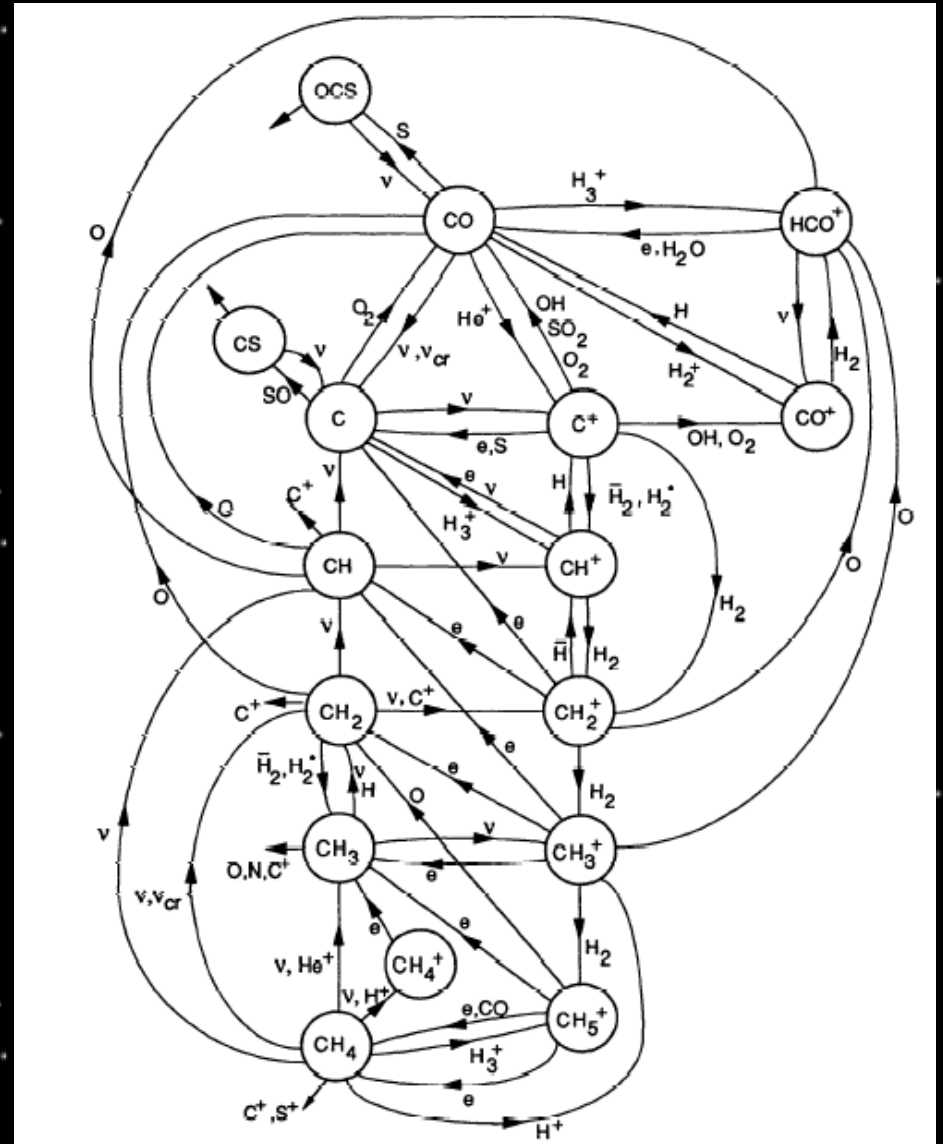 OCS
S
ν
H3+
CO
HCO+
O
e, H2O
O2
He+
OH
SO2
O2
H
ν
H2
CS
ν
ν, νcr
H2+
SO
C
ν
C+
CO+
e, S
OH, O2
ν
e
ν
H
H̄2, H2*
C+
O
H3+
O
CH
ν
CH+
O
O
e
H2
ν
e
H̄
H2
CH2
ν, C+
CH2+
C+
H̄2, H2*
ν
H
e
e
H2
O
ν
CH3
ν
CH3+
O, N, C+
e
ν, νcr
e
H2
ν, He+
e
CH4+
ν, H+
e, CO
CH5+
CH4
H3+
e
C+, S+
H+